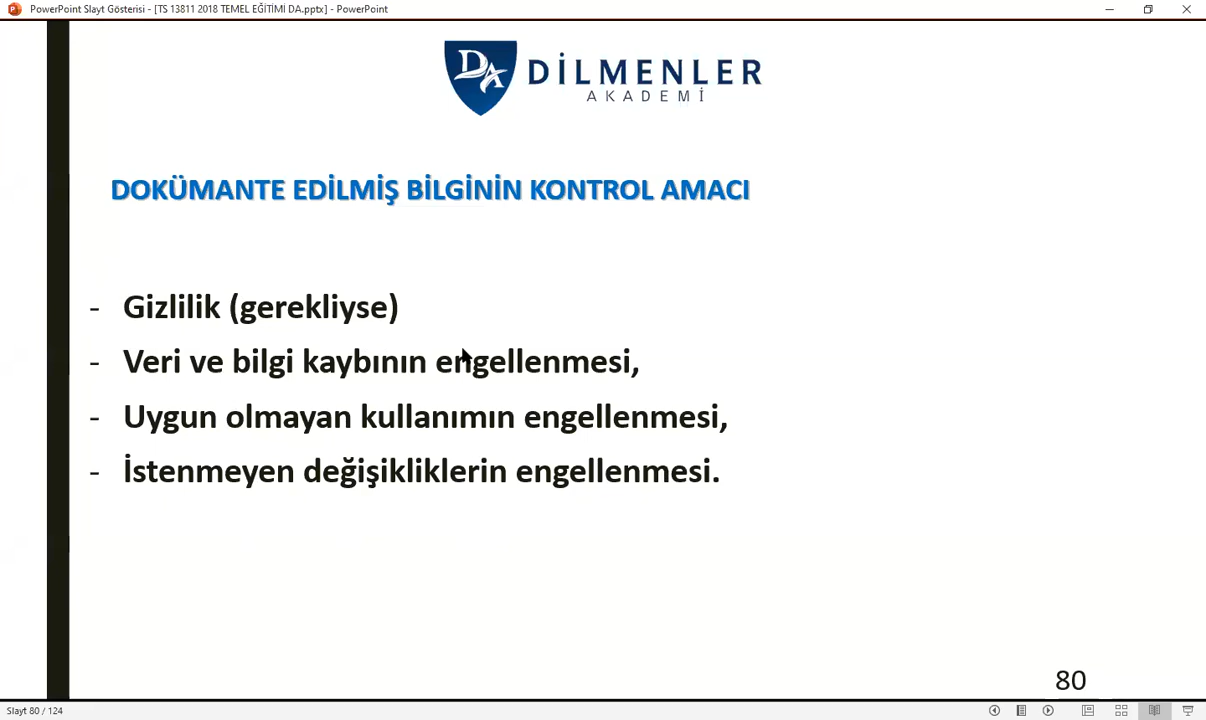 PowerPoint Slayt Gösterisi - [TS 13811 2018 TEMEL EĞİTİMİ DA.pptx] - PowerPoint
DA DİLMENLER
AKADEMİ
DOKÜMANTE EDİLMİŞ BİLGİNİN KONTROL AMACI
- Gizlilik (gerekliyse)
- Veri ve bilgi kaybının engellenmesi,
- Uygun olmayan kullanımın engellenmesi,
- İstenmeyen değişikliklerin engellenmesi.
80
Slayt 80 / 124